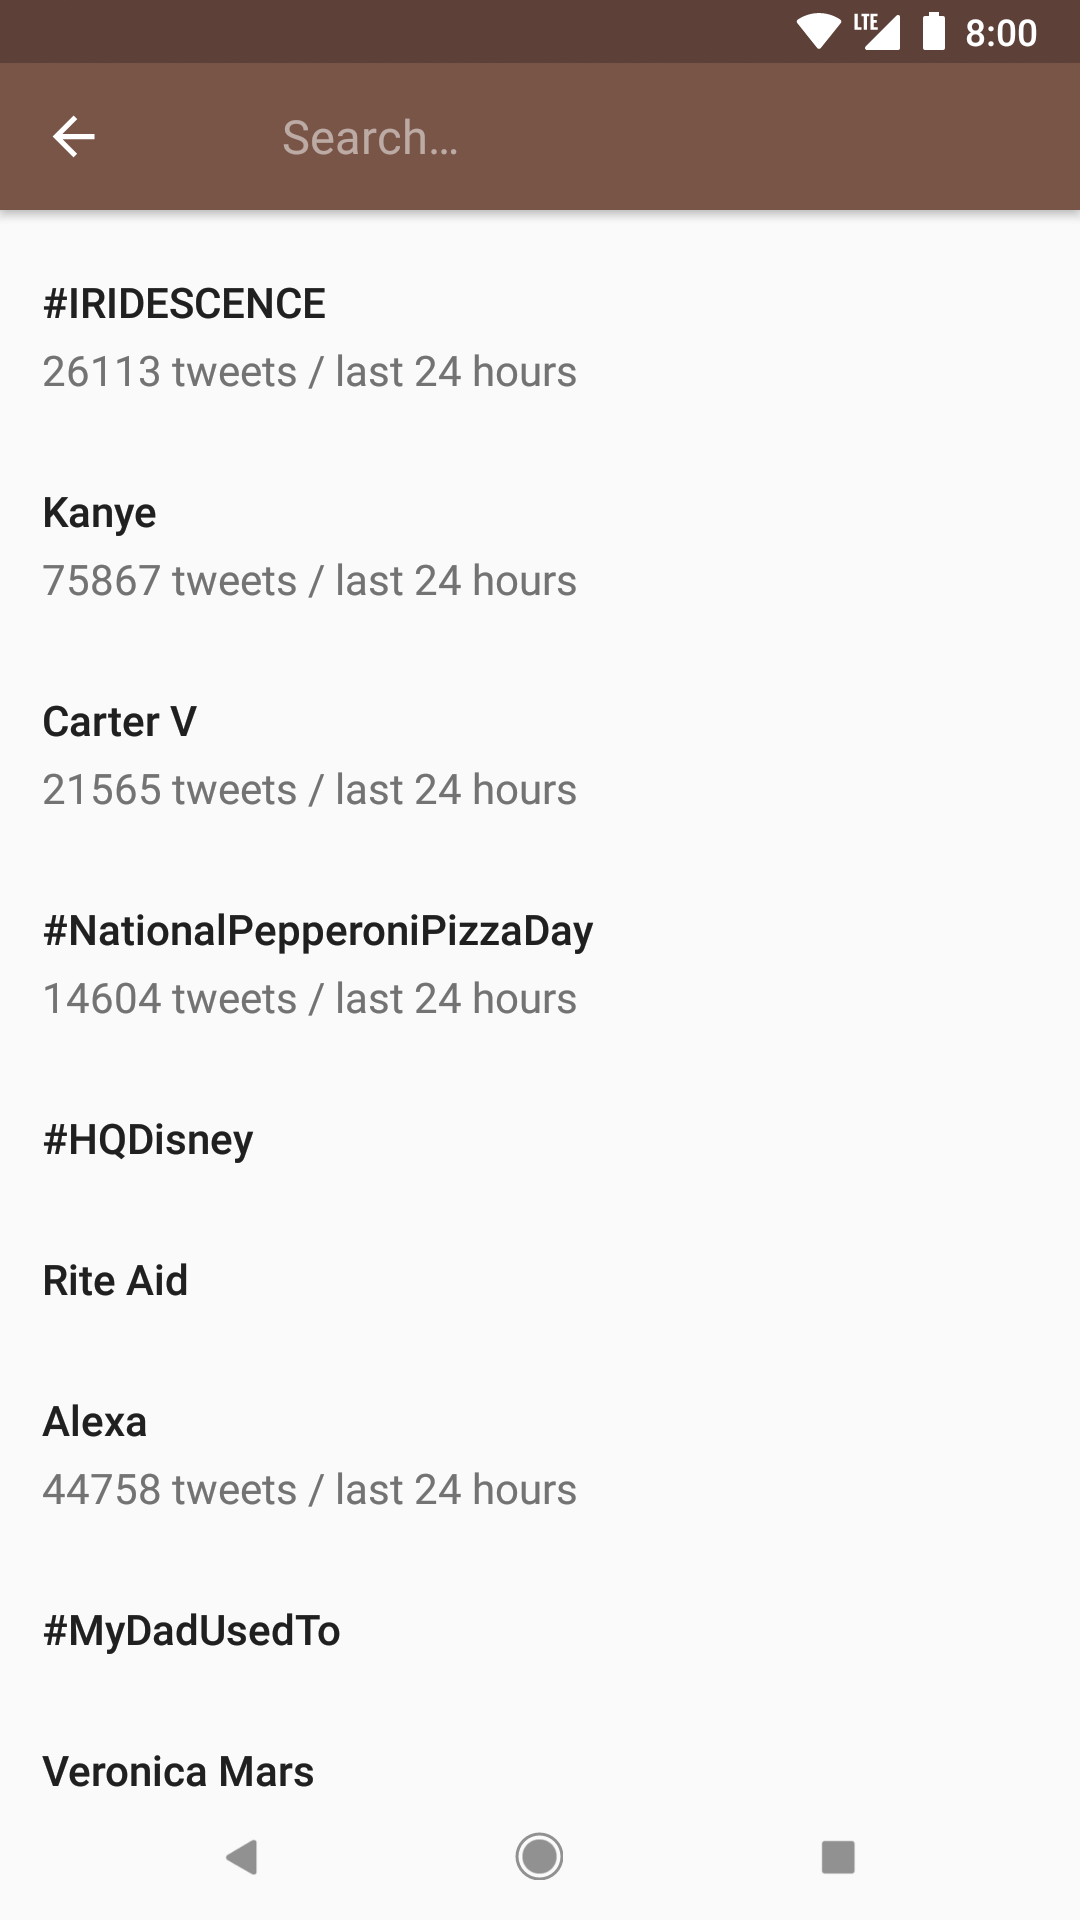 LTE 8:00
Search…
#IRIDESCENCE
26113 tweets / last 24 hours
Kanye
75867 tweets / last 24 hours
Carter V
21565 tweets / last 24 hours
#NationalPepperoniPizzaDay
14604 tweets / last 24 hours
#HQDisney
Rite Aid
Alexa
44758 tweets / last 24 hours
#MyDadUsedTo
Veronica Mars